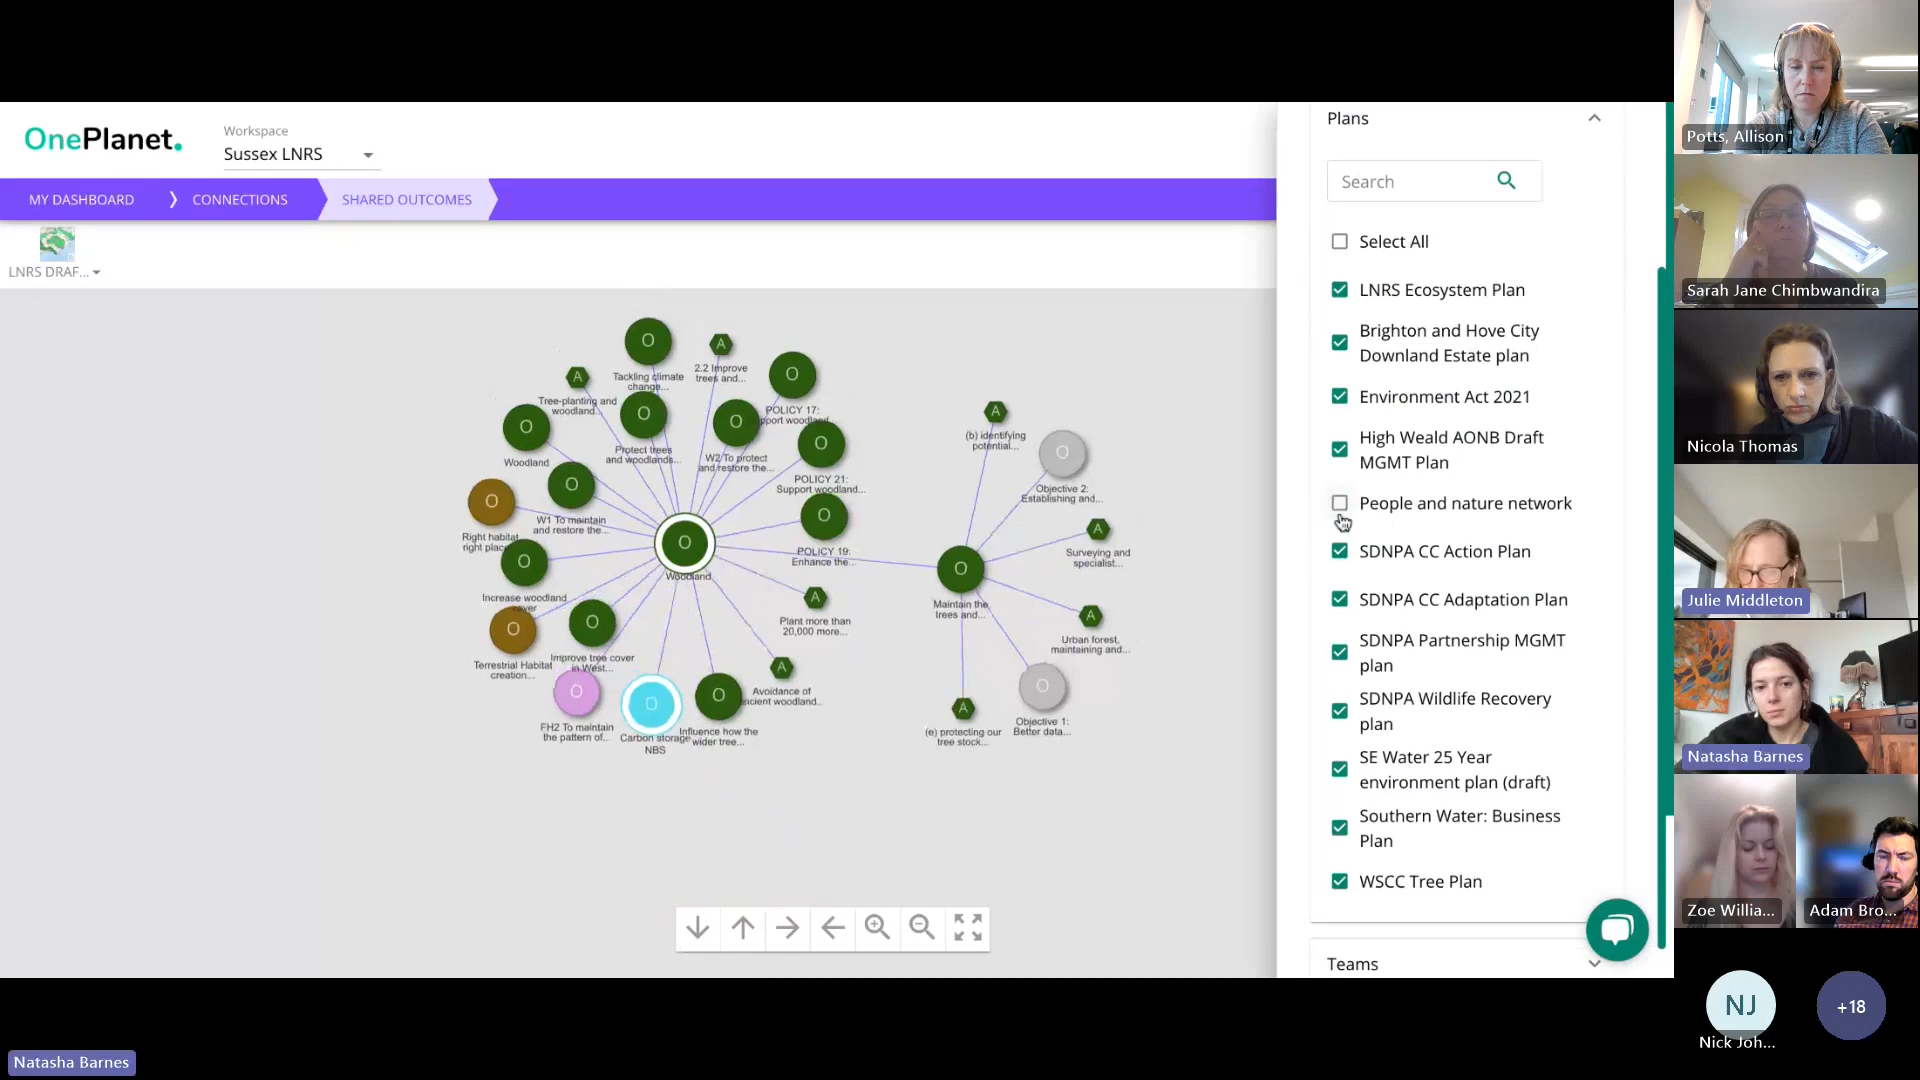 OnePlanet.
Workspace
Sussex LNRS
MY DASHBOARD
CONNECTIONS
SHARED OUTCOMES
LNRS DRAF...
O
Tackling climate
change...
A
2.2 Improve
trees and...
O
POLICY 17:
A
Tree-planting and
woodland...
O
Woodland
O
Protect trees
and woodlands...
O
W2 To protect
and restore the...
O
POLICY 21:
Support woodland...
O
Right habitat
right place
O
W1 To maintain
and restore the...
O
POLICY 19:
Enhance the...
O
Woodland
O
Increase woodland
cover
O
Terrestrial Habitat
creation...
O
Improve tree cover
in West...
A
Plant more than
20,000 more...
A
Avoidance of
ancient woodland...
O
FH2 To maintain
the pattern of...
O
Carbon storage
NBS
O
Influence how the
wider tree...
A
(b) identifying
potential...
O
Objective 2:
Establishing and...
A
Surveying and
specialist...
O
Maintain the
trees and...
A
Urban forest,
maintaining and...
A
(e) protecting our
tree stock...
O
Objective 1:
Better data...
Plans
Search
Select All
LNRS Ecosystem Plan
Brighton and Hove City
Downland Estate plan
Environment Act 2021
High Weald AONB Draft
MGMT Plan
People and nature network
SDNPA CC Action Plan
SDNPA CC Adaptation Plan
SDNPA Partnership MGMT
plan
SDNPA Wildlife Recovery
plan
SE Water 25 Year
environment plan (draft)
Southern Water: Business
Plan
WSCC Tree Plan
Teams
Potts, Allison
Sarah Jane Chimbwandira
Nicola Thomas
Julie Middleton
Natasha Barnes
Zoe Willia...
Adam Bro...
NJ
Nick Joh...
+18
Natasha Barnes